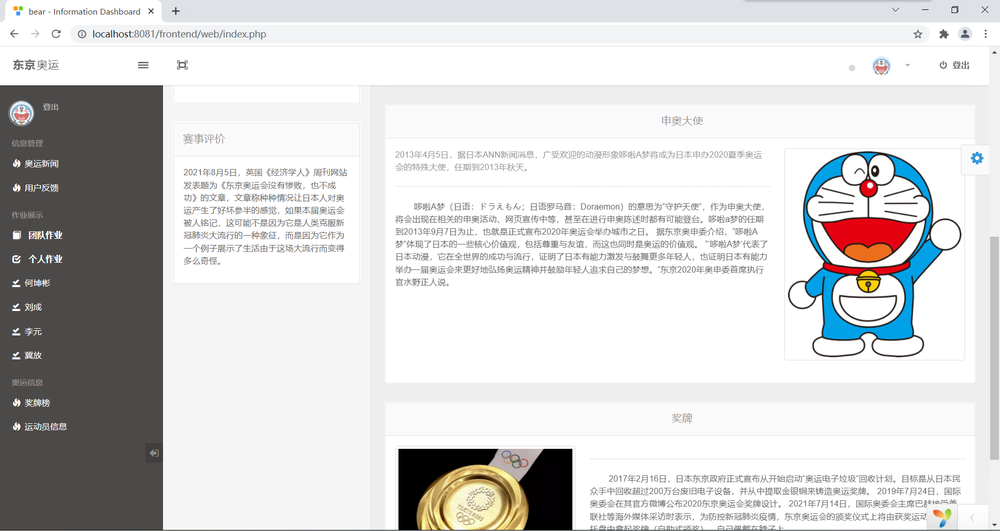 bear - Information Dashboard
localhost:8081/frontend/web/index.php
东京奥运
登出
登出
信息管理
奥运新闻
用户反馈
作业展示
团队作业
个人作业
何坤彬
刘成
李元
冀放
奥运信息
奖牌榜
运动员信息
赛事评价
2021年8月5日，英国《经济学人》周刊网站
发表题为《东京奥运会没有惨败，也不成
功》的文章，文章称种种情况让日本人对奥
运产生了好坏参半的感觉，如果本届奥运会
被人铭记，这可能不是因为它是人类克服新
冠肺炎大流行的一种象征，而是因为它作为
一个例子展示了生活由于这场大流行而变得
多么奇怪。
申奥大使
2013年4月5日，据日本ANN新闻消息，广受欢迎的动漫形象哆啦A梦将成为日本申办2020夏季奥运
会的特殊大使，任期到2013年秋天。
哆啦A梦（日语：ドラえもん；日语罗马音：Doraemon）的意思为“守护天使”，作为申奥大使，
将会出现在相关的申奥活动、网页宣传中等，甚至在进行申奥陈述时都有可能登台。哆啦a梦的任期
到2013年9月7日为止，也就是正式宣布2020年奥运会举办城市之日。 据东京奥申委介绍，“哆啦A
梦”体现了日本的一些核心价值观，包括尊重与友谊，而这也同时是奥运的价值观。 “‘哆啦A梦’代表了
日本动漫，它在全世界的成功与流行，证明了日本有能力激发与鼓舞更多年轻人，也证明日本有能力
举办一届奥运会来更好地弘扬奥运精神并鼓励年轻人追求自己的梦想。”东京2020年奥申委首席执行
官水野正人说。
奖牌
TOKYO 2020
2017年2月16日，日本东京政府正式宣布从开始启动“奥运电子垃圾”回收计划。目标是从日本民
众手中回收超过200万台废旧电子设备，并从中提取金银铜来铸造奥运奖牌。 2019年7月24日，国际
奥委会在其官方微博公布2020东京奥运会奖牌设计。 2021年7月14日，国际奥委会主席巴赫接受美
联社等海外媒体采访时表示，为防控新冠肺炎疫情，东京奥运会的颁奖仪式上将由获奖运动
托盘中拿起奖牌（自助式颁奖），自己佩戴在脖子上